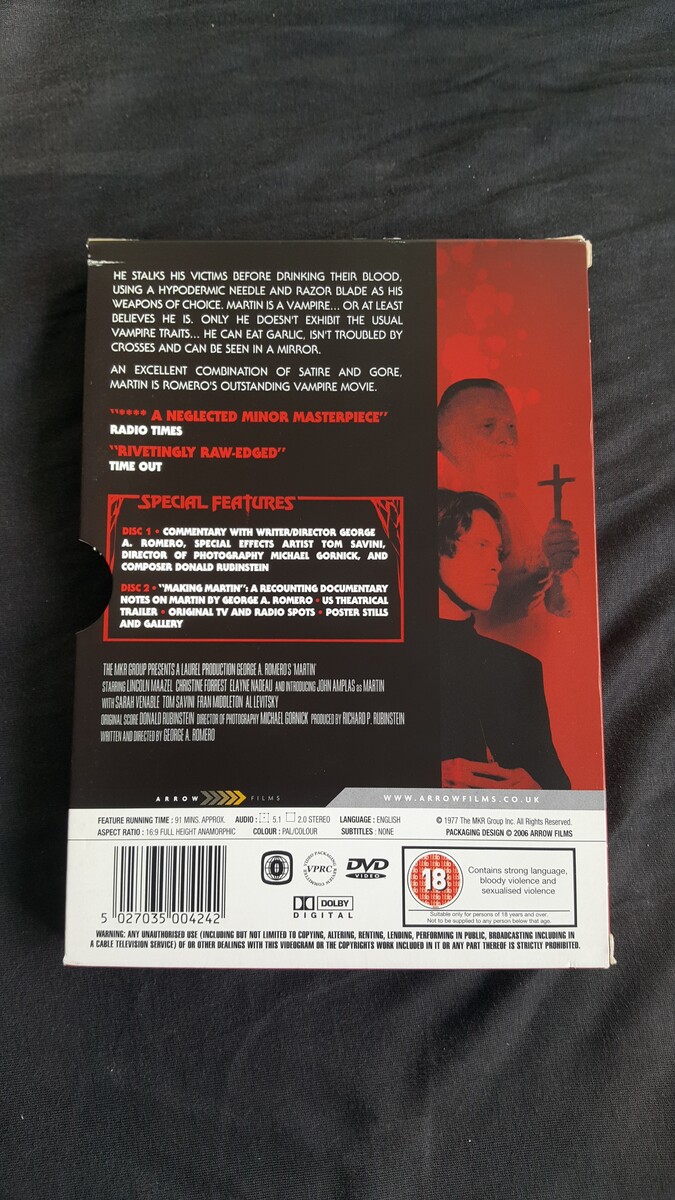 HE STALKS HIS VICTIMS BEFORE DRINKING THEIR BLOOD,
USING A HYPODERMIC NEEDLE AND RAZOR BLADE AS HIS
WEAPONS OF CHOICE. MARTIN IS A VAMPIRE... OR AT LEAST
BELIEVES HE IS. ONLY HE DOESN'T EXHIBIT THE USUAL
VAMPIRE TRAITS... HE CAN EAT GARLIC, ISN'T TROUBLED BY
CROSSES AND CAN BE SEEN IN A MIRROR.
AN EXCELLENT COMBINATION OF SATIRE AND GORE,
MARTIN IS ROMERO'S OUTSTANDING VAMPIRE MOVIE.
"**** A NEGLECTED MINOR MASTERPIECE"
RADIO TIMES
"RIVETINGLY RAW-EDGED"
TIME OUT
SPECIAL FEATURES
DISC 1 • COMMENTARY WITH WRITER/DIRECTOR GEORGE
A. ROMERO, SPECIAL EFFECTS ARTIST TOM SAVINI,
DIRECTOR OF PHOTOGRAPHY MICHAEL GORNICK, AND
COMPOSER DONALD RUBINSTEIN
DISC 2 • "MAKING MARTIN": A RECOUNTING DOCUMENTARY
NOTES ON MARTIN BY GEORGE A. ROMERO • US THEATRICAL
TRAILER • ORIGINAL TV AND RADIO SPOTS • POSTER STILLS
AND GALLERY
THE MKR GROUP PRESENTS A LAUREL PRODUCTION GEORGE A. ROMERO'S 'MARTIN'
STARRING LINCOLN MAAZEL CHRISTINE FORREST ELAYNE NADEAU AND INTRODUCING JOHN AMPLAS as MARTIN
WITH SARAH VENABLE TOM SAVINI FRAN MIDDLETON AL LEVITSKY
ORIGINAL SCORE DONALD RUBINSTEIN DIRECTOR OF PHOTOGRAPHY MICHAEL GORNICK PRODUCED BY RICHARD P. RUBINSTEIN
WRITTEN AND DIRECTED BY GEORGE A. ROMERO
ARROW FILMS
WWW.ARROWFILMS.CO.UK
FEATURE RUNNING TIME : 91 MINS. APPROX. AUDIO : 5.1 2.0 STEREO LANGUAGE : ENGLISH
ASPECT RATIO : 16:9 FULL HEIGHT ANAMORPHIC COLOUR : PAL/COLOUR SUBTITLES : NONE
© 1977 The MKR Group Inc. All Rights Reserved.
PACKAGING DESIGN © 2006 ARROW FILMS
5 027035 004242
0
VIDEO PACKAGING REVIEW COMMITTEE
VPRC
DVD
VIDEO
DOLBY
DIGITAL
18
Contains strong language,
bloody violence and
sexualised violence
Suitable only for persons of 18 years and over.
Not to be supplied to any person below that age.
WARNING: ANY UNAUTHORISED USE (INCLUDING BUT NOT LIMITED TO COPYING, ALTERING, RENTING, LENDING, PERFORMING IN PUBLIC, BROADCASTING INCLUDING IN
A CABLE TELEVISION SERVICE) OF OR OTHER DEALINGS WITH THIS VIDEOGRAM OR THE COPYRIGHTS WORK INCLUDED IN IT OR ANY PART THEREOF IS STRICTLY PROHIBITED.